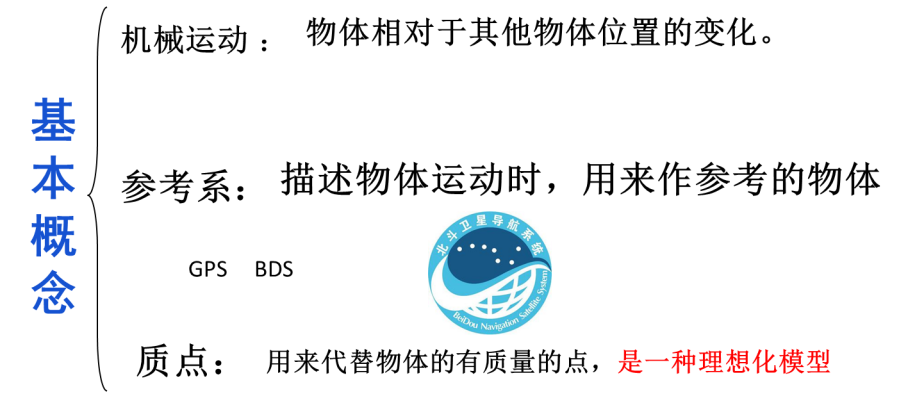 基本概念
机械运动：物体相对于其他物体位置的变化。
参考系：描述物体运动时，用来作参考的物体
GPS BDS
北斗卫星导航系统
BeiDou Navigation Satellite System
质点：用来代替物体的有质量的点，是一种理想化模型